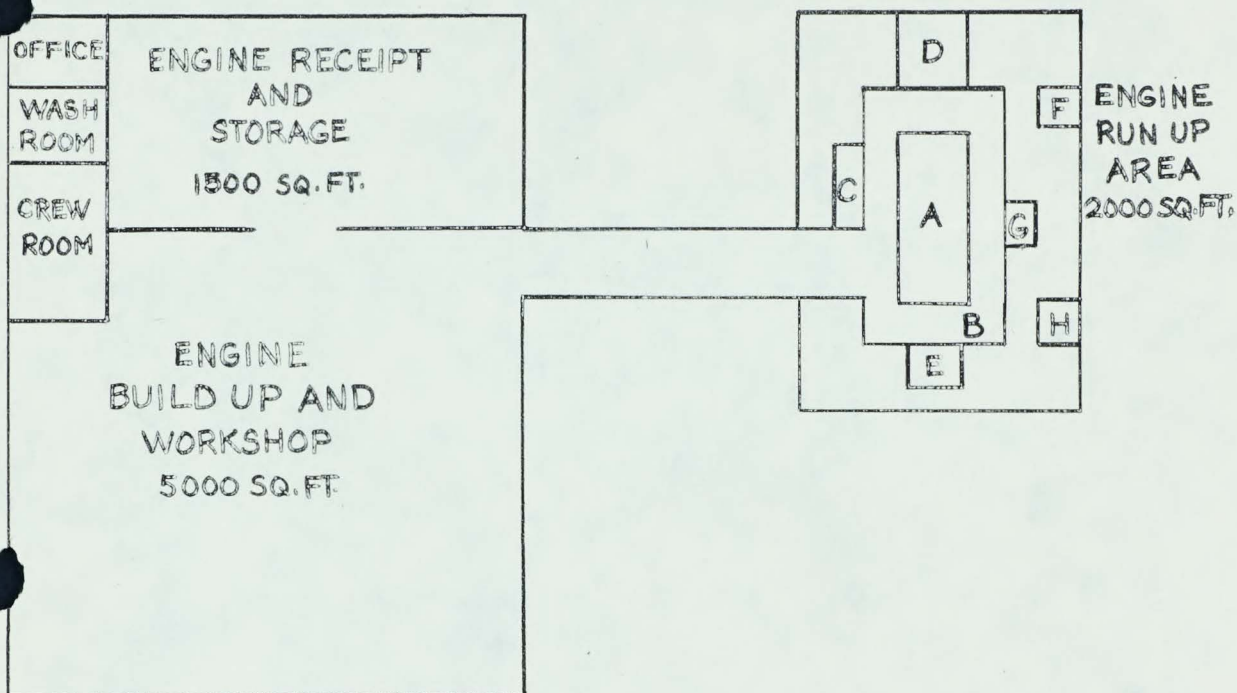 OFFICE
WASH
ROOM
CREW
ROOM
ENGINE RECEIPT
AND
STORAGE
1500 SQ.FT.
ENGINE
BUILD UP AND
WORKSHOP
5000 SQ.FT.
A
B
C
D
E
F
G
H
ENGINE
RUN UP
AREA
2000 SQ.FT.